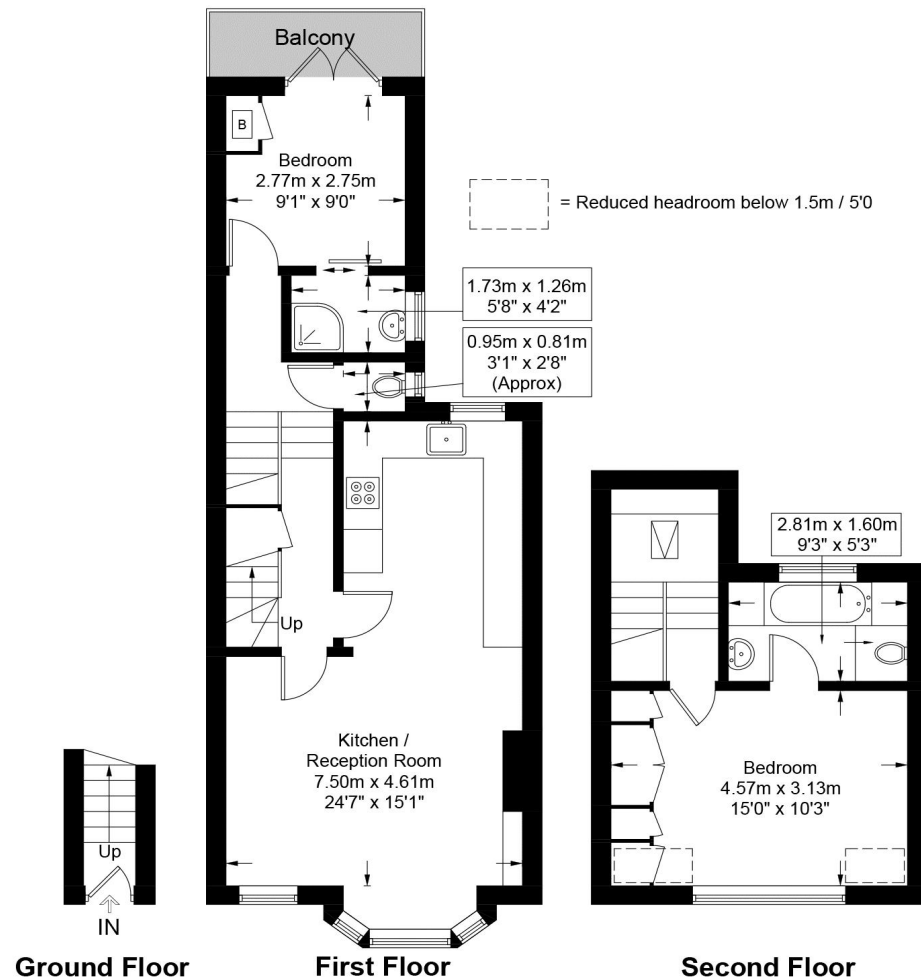 Balcony
B
Bedroom
2.77m x 2.75m
9'1" x 9'0"
= Reduced headroom below 1.5m / 5'0
1.73m x 1.26m
5'8" x 4'2"
0.95m x 0.81m
3'1" x 2'8"
(Approx)
Up
Kitchen /
Reception Room
7.50m x 4.61m
24'7" x 15'1"
2.81m x 1.60m
9'3" x 5'3"
Bedroom
4.57m x 3.13m
15'0" x 10'3"
Up
IN
Ground Floor
First Floor
Second Floor